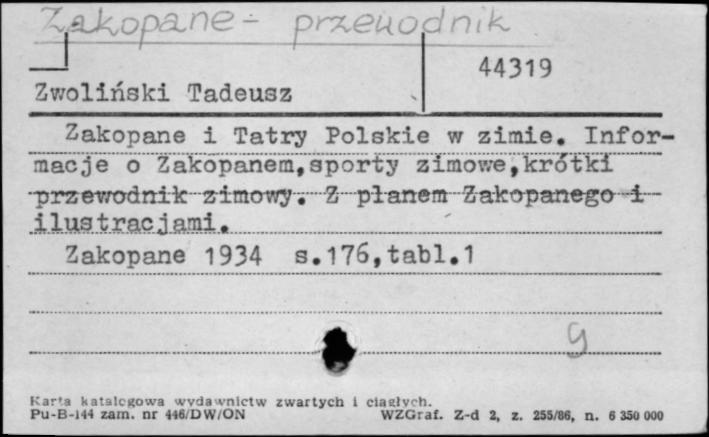 Zakopane - przewodnik
44319
Zwoliński Tadeusz
Zakopane i Tatry Polskie w zimie. Infor-
macje o Zakopanem,sporty zimowe,krótki
przewodnik zimowy. Z planem Zakopanego i
ilustracjami.
Zakopane 1934 s.176,tabl.1
g
Karta katalogowa wydawnictw zwartych i ciągłych.
Pu-B-144 zam. nr 446/DW/ON WZGraf. Z-d 2, z. 255/86, n. 6 350 000